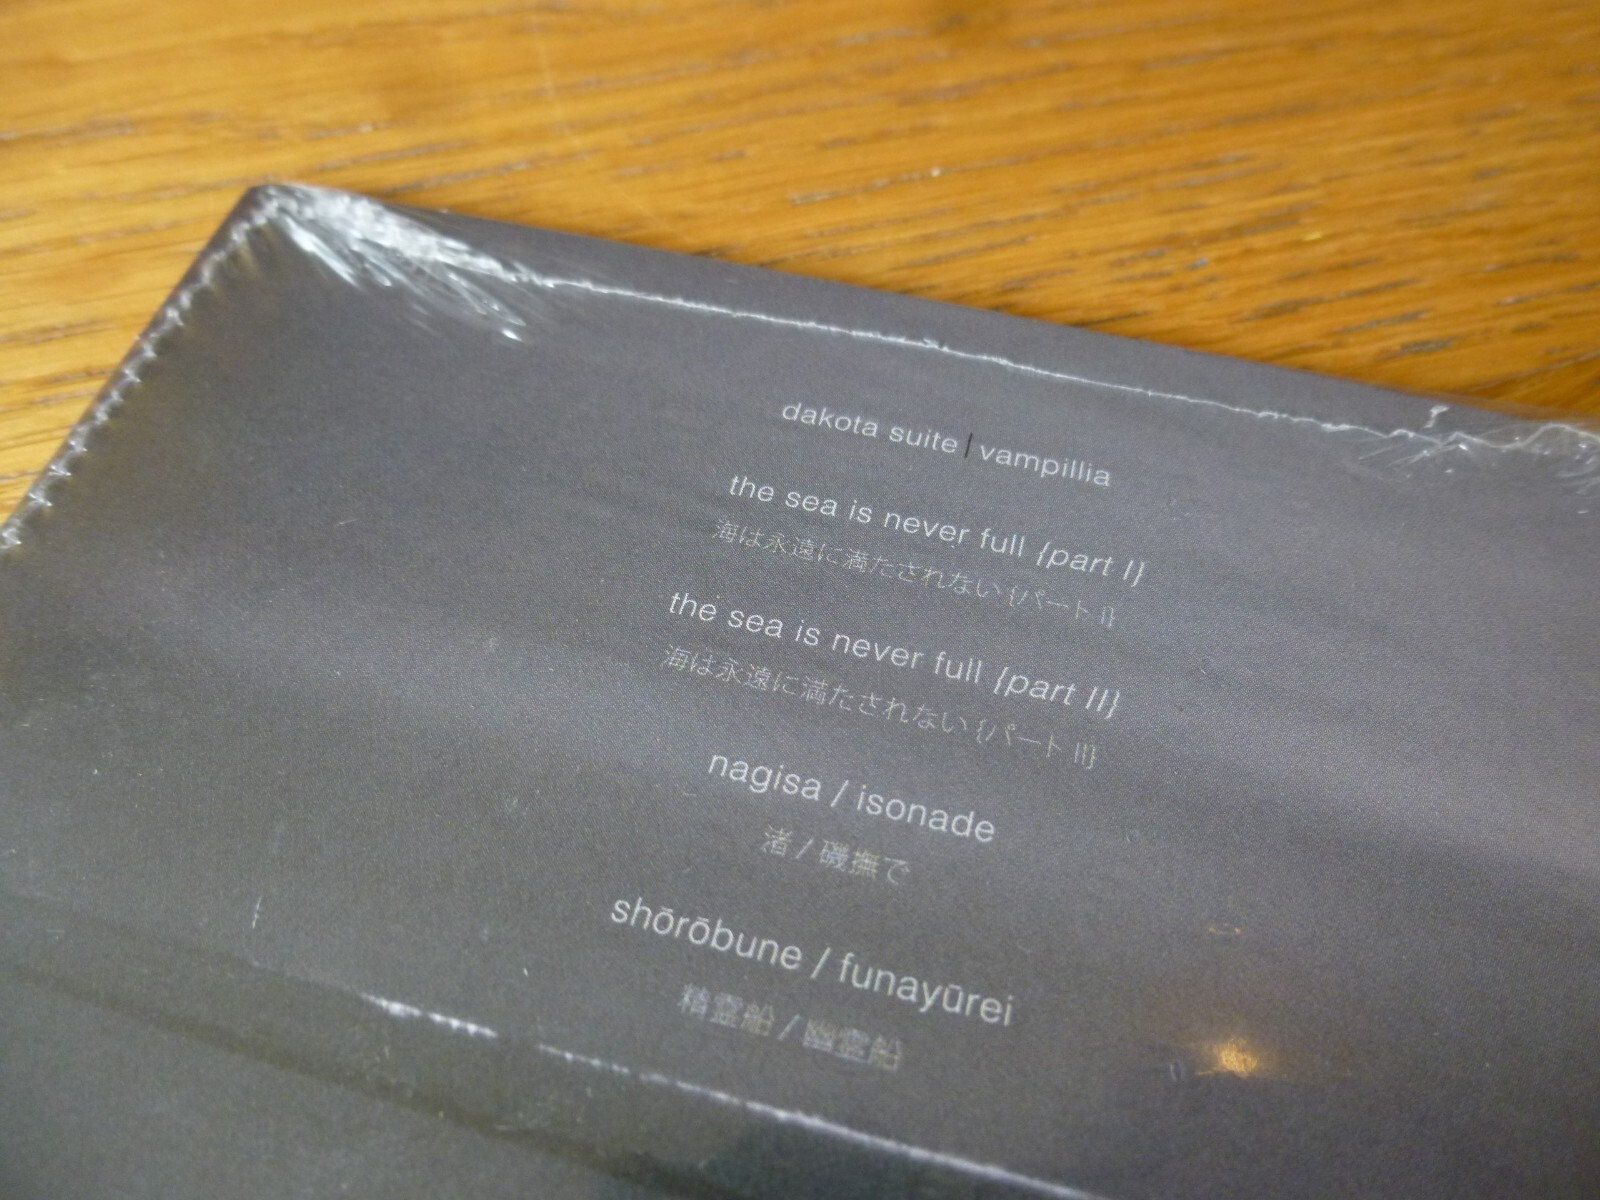 dakota suite | vampillia
the sea is never full {part I}
海は永遠に満たされない {パート I}
the sea is never full {part II}
海は永遠に満たされない {パート II}
nagisa / isonade
渚 / 磯撫で
shōrōbune / funayūrei
精霊船 / 幽霊船